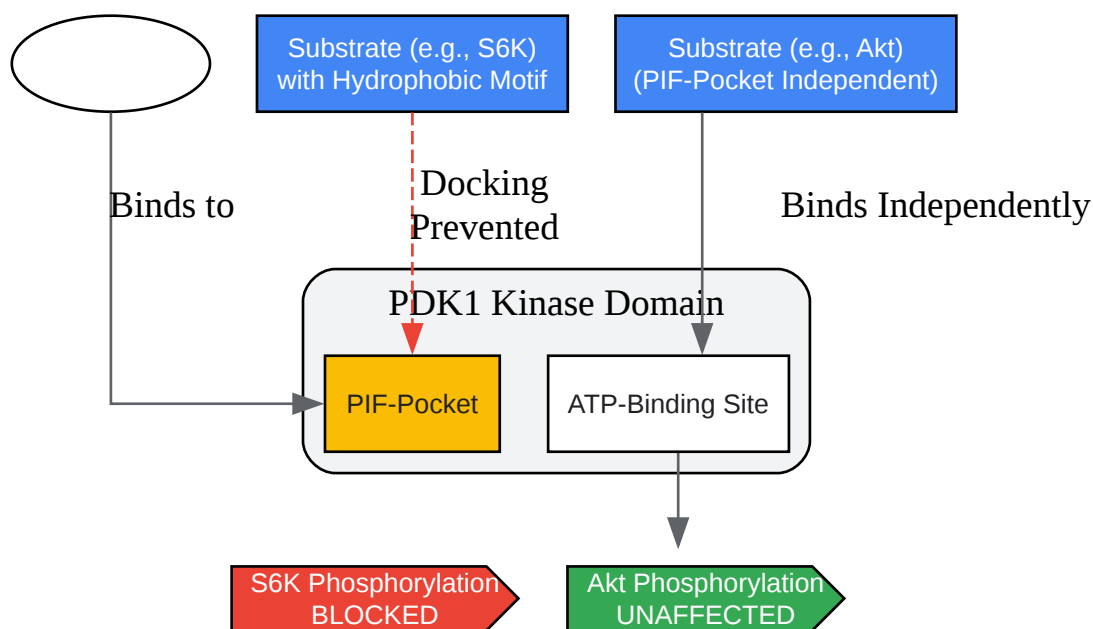 Substrate (e.g., S6K)
with Hydrophobic Motif
Substrate (e.g., Akt)
(PIF-Pocket Independent)
Binds to
Docking
Prevented
Binds Independently
PDK1 Kinase Domain
PIF-Pocket
ATP-Binding Site
S6K Phosphorylation
BLOCKED
Akt Phosphorylation
UNAFFECTED